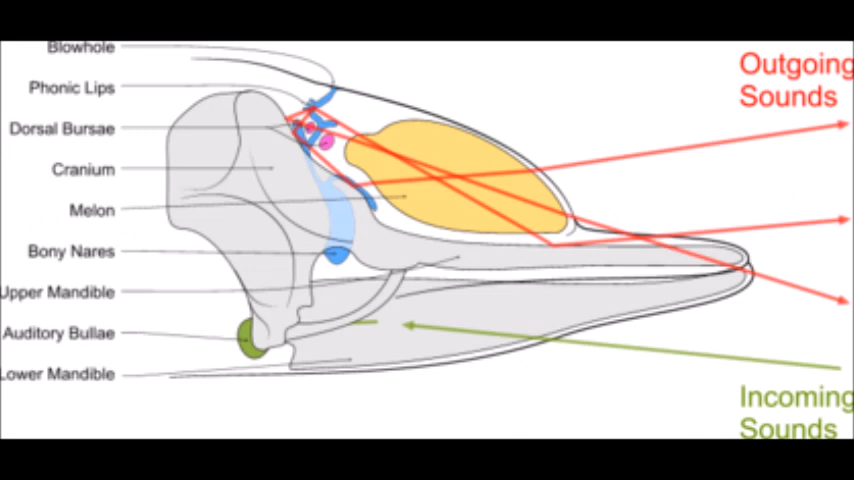 Blowhole
Phonic Lips
Dorsal Bursae
Cranium
Melon
Bony Nares
Upper Mandible
Auditory Bullae
Lower Mandible
Outgoing
Sounds
Incoming
Sounds